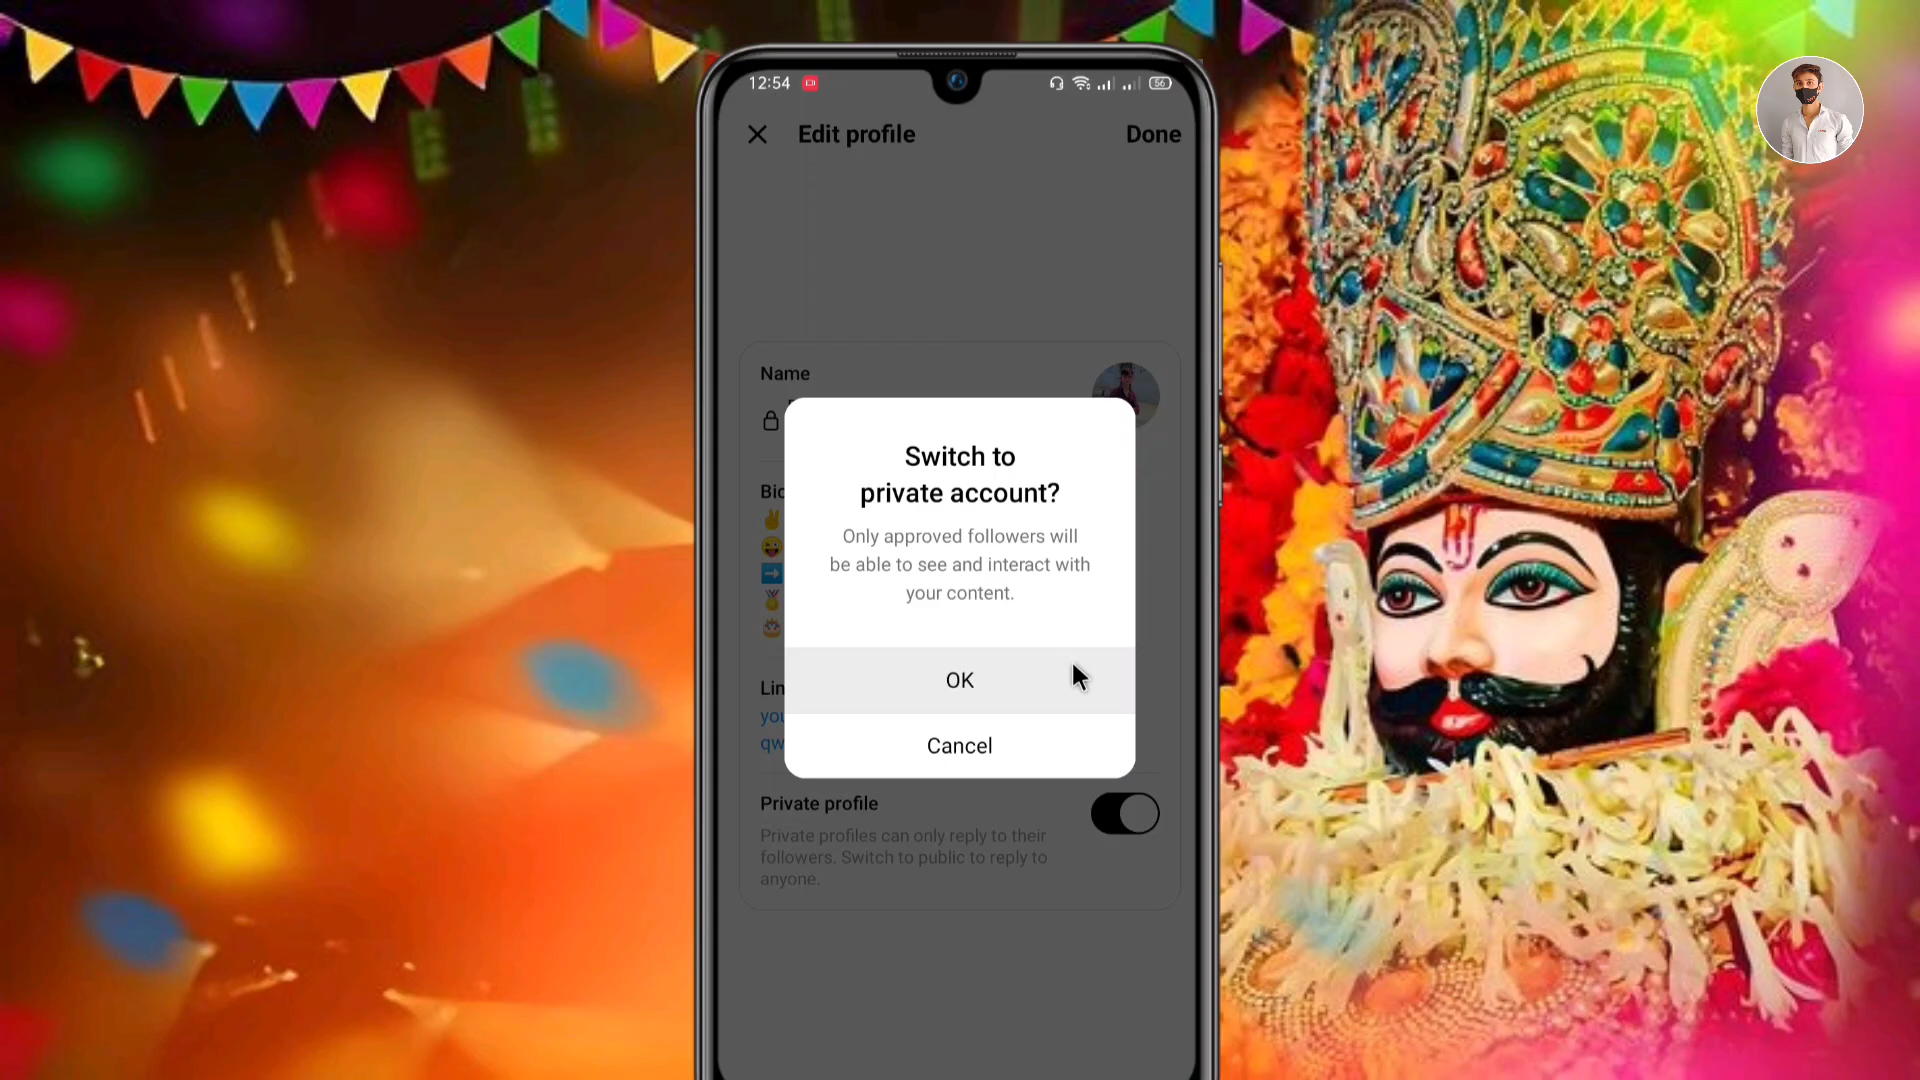 12:54
56
Edit profile
Done
Name
Switch to
private account?
Only approved followers will
be able to see and interact with
your content.
OK
Cancel
Private profile
Private profiles can only reply to their
followers. Switch to public to reply to
anyone.